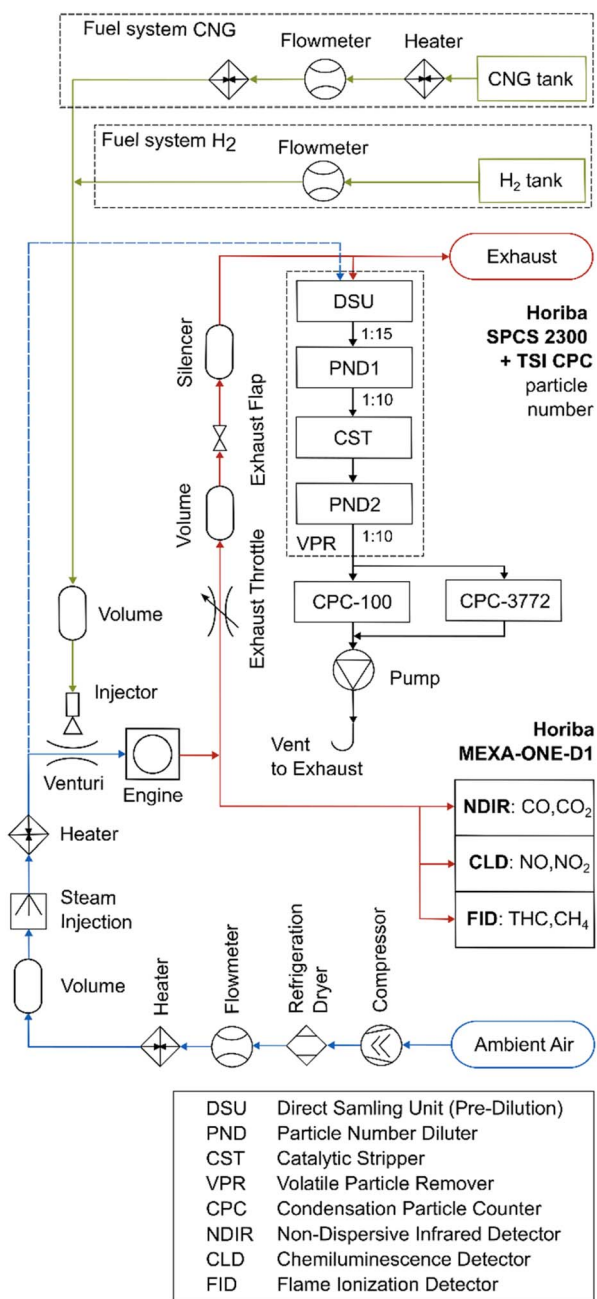 Fuel system CNG
Flowmeter
Heater
CNG tank
Fuel system H2
Flowmeter
H2 tank
Exhaust
DSU
1:15
PND1
1:10
CST
PND2
VPR
1:10
Horiba
SPCS 2300
+ TSI CPC
particle
number
Silencer
Exhaust Flap
Volume
Exhaust Throttle
CPC-100
CPC-3772
Pump
Vent
to Exhaust
Volume
Injector
Venturi
Engine
Heater
Steam
Injection
Volume
Horiba
MEXA-ONE-D1
NDIR: CO,CO2
CLD: NO,NO2
FID: THC,CH4
Heater
Flowmeter
Refrigeration
Dryer
Compressor
Ambient Air
DSU Direct Samling Unit (Pre-Dilution)
PND Particle Number Diluter
CST Catalytic Stripper
VPR Volatile Particle Remover
CPC Condensation Particle Counter
NDIR Non-Dispersive Infrared Detector
CLD Chemiluminescence Detector
FID Flame Ionization Detector